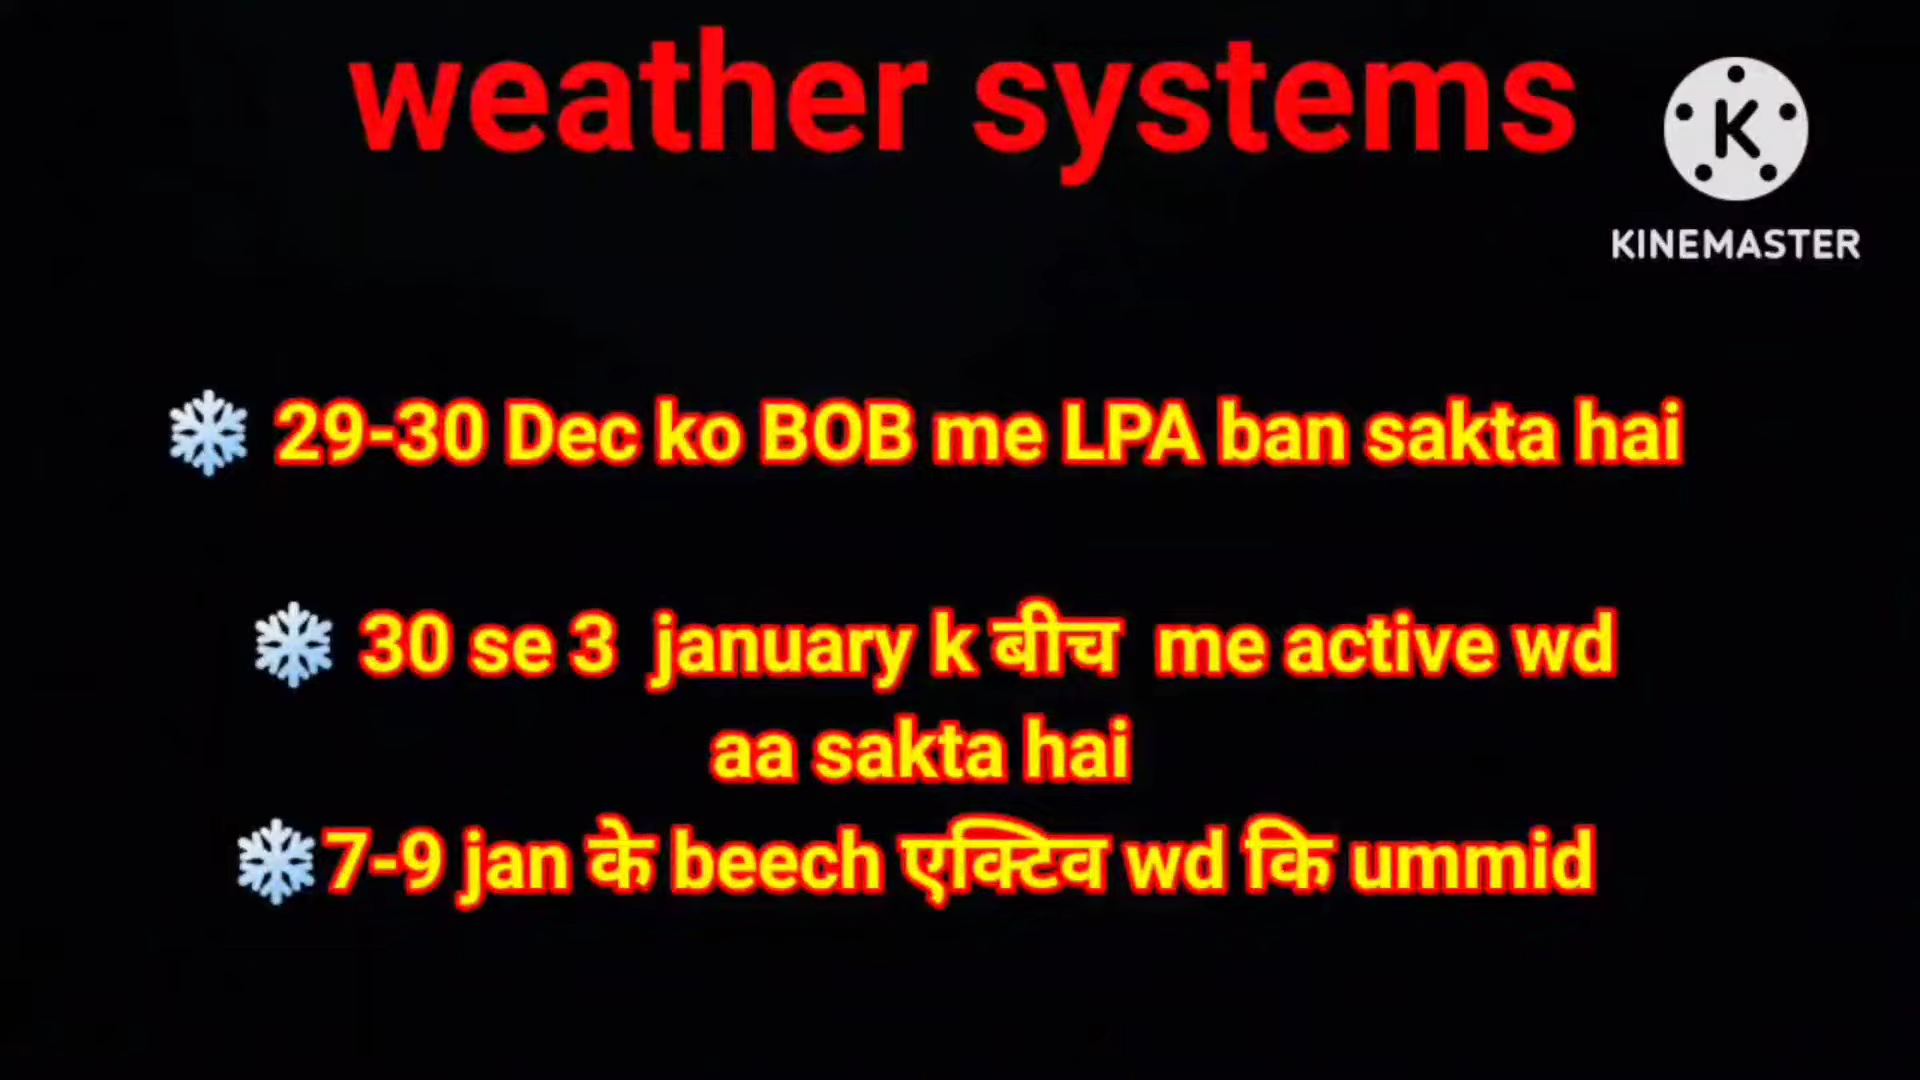 weather systems
KINEMASTER
❄️ 29-30 Dec ko BOB me LPA ban sakta hai
❄️ 30 se 3 january k बीच me active wd
aa sakta hai
❄️7-9 jan के beech एक्टिव wd कि ummid